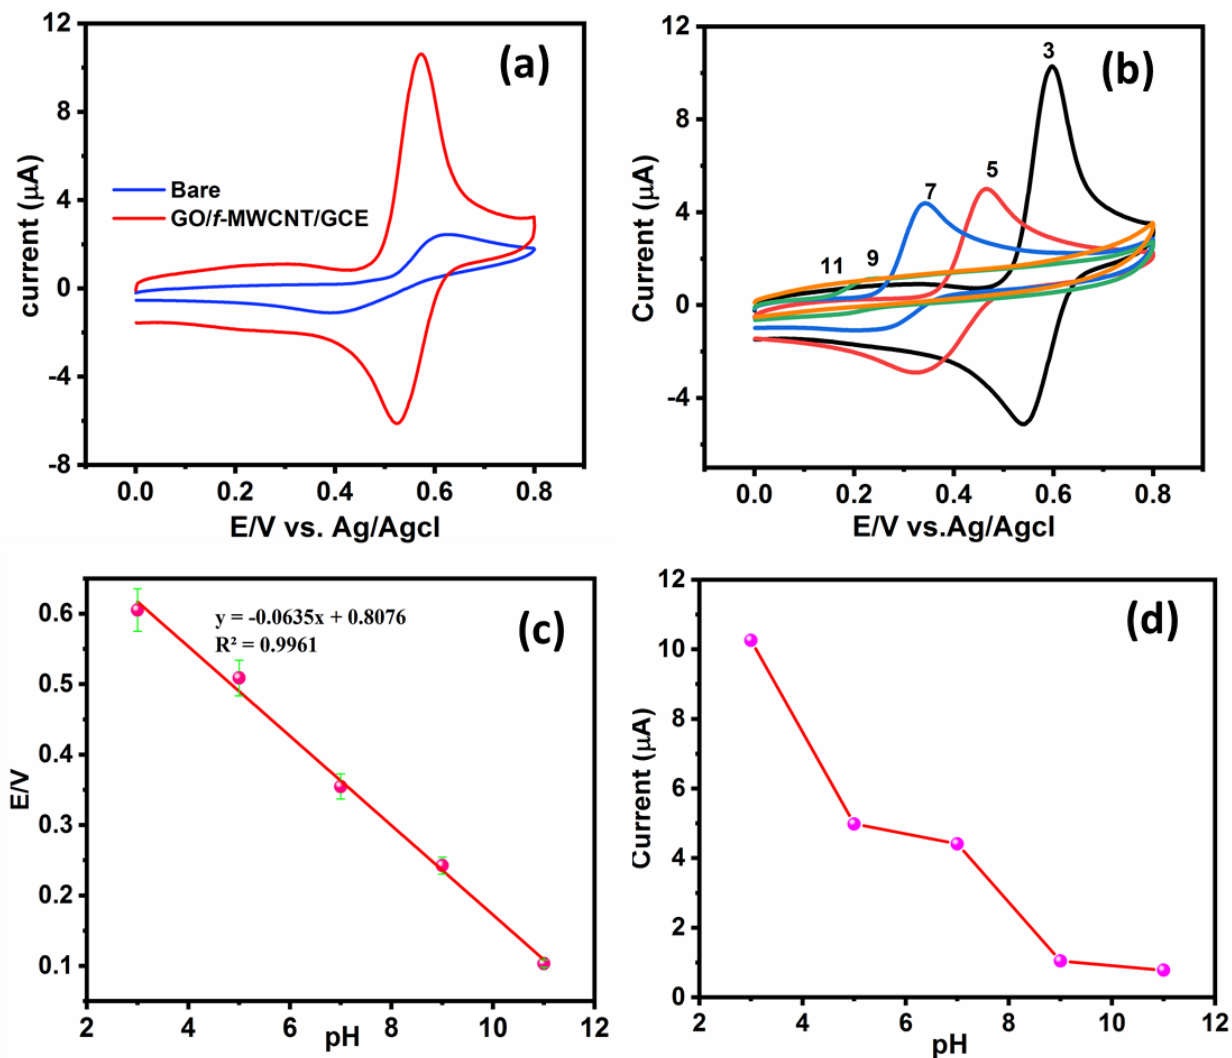 12
8
4
0
-4
-8
current (μA)
(a)
Bare
GO/f-MWCNT/GCE
0.0 0.2 0.4 0.6 0.8
E/V vs. Ag/Agcl
12
8
4
0
-4
Current (μA)
(b)
3
5
7
9
11
0.0 0.2 0.4 0.6 0.8
E/V vs.Ag/Agcl
0.6
0.5
0.4
0.3
0.2
0.1
E/V
y = -0.0635x + 0.8076
R² = 0.9961
(c)
2 4 6 8 10 12
pH
12
10
8
6
4
2
0
Current (μA)
(d)
2 4 6 8 10 12
pH